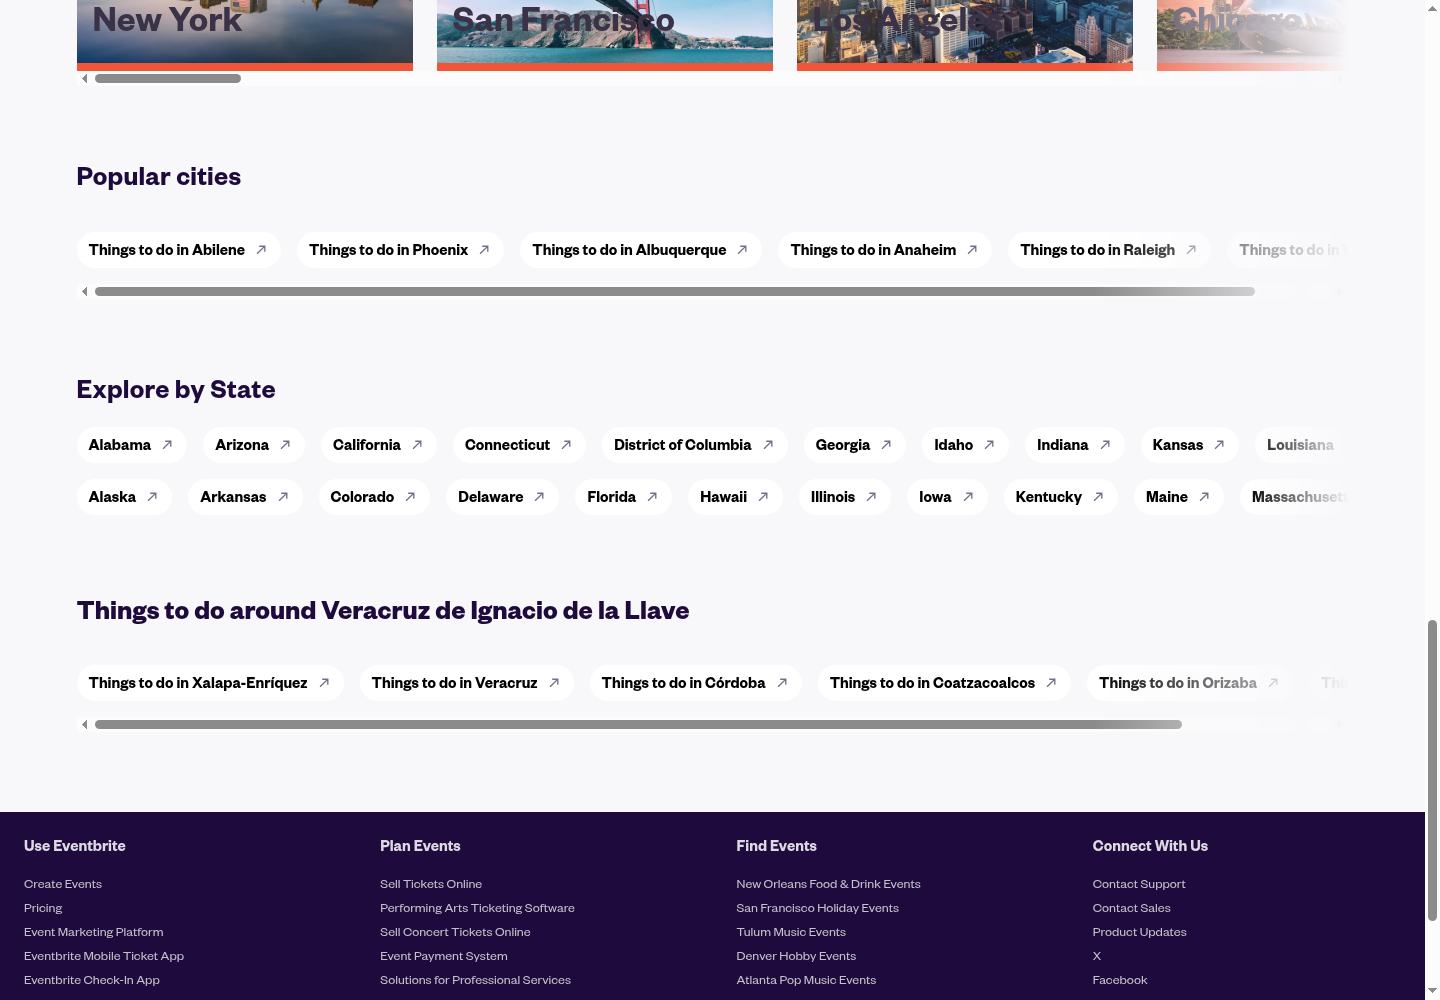 New York
San Francisco
Los Angeles
Chicago
Popular cities
Things to do in Abilene
Things to do in Phoenix
Things to do in Albuquerque
Things to do in Anaheim
Things to do in Raleigh
Things to do in
Explore by State
Alabama
Arizona
California
Connecticut
District of Columbia
Georgia
Idaho
Indiana
Kansas
Louisiana
Alaska
Arkansas
Colorado
Delaware
Florida
Hawaii
Illinois
Iowa
Kentucky
Maine
Massachuset
Things to do around Veracruz de Ignacio de la Llave
Things to do in Xalapa-Enríquez
Things to do in Veracruz
Things to do in Córdoba
Things to do in Coatzacoalcos
Things to do in Orizaba
Use Eventbrite
Create Events
Pricing
Event Marketing Platform
Eventbrite Mobile Ticket App
Eventbrite Check-In App
Plan Events
Sell Tickets Online
Performing Arts Ticketing Software
Sell Concert Tickets Online
Event Payment System
Solutions for Professional Services
Find Events
New Orleans Food & Drink Events
San Francisco Holiday Events
Tulum Music Events
Denver Hobby Events
Atlanta Pop Music Events
Connect With Us
Contact Support
Contact Sales
Product Updates
X
Facebook